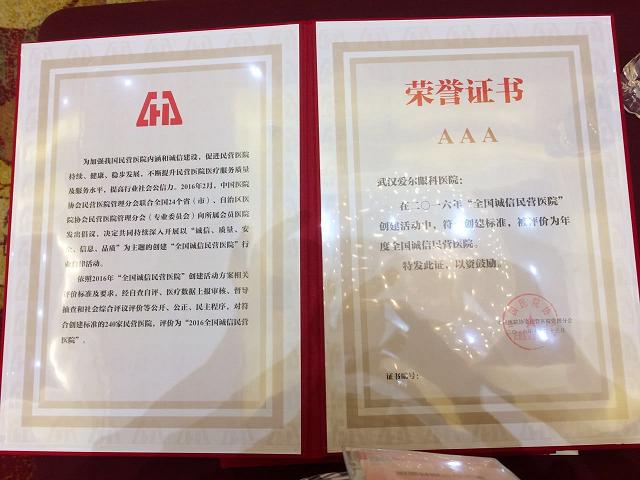 为加强我国民营医院内涵和诚信建设，促进民营医院
持续、健康、稳步发展，不断提升民营医院医疗服务质量
及服务水平，提高行业社会公信力。2016年2月，中国医院
协会民营医院管理分会联合全国24个省（市）、自治区医
院协会民营医院管理分会（专业委员会）向所属会员医院
发出倡议，决定共同持续深入开展以“诚信、质量、安
全、信息、品质”为主题的创建“全国诚信民营医院”行
业自律活动。
依照2016年“全国诚信民营医院”创建活动方案相关
评价标准及要求，经自查自评、医疗数据上报审核、督导
抽查和社会综合评议评价等公开、公正、民主程序，对符
合创建标准的240家民营医院，评价为“2016全国诚信民营
医院”。
荣誉证书
AAA
武汉爱尔眼科医院：
在二〇一六年“全国诚信民营医院”
创建活动中，符 创建标准，被评价为年
度全国诚信民营医院。
特发此证，以资鼓励。
医院协会民营医院管理分会
证书编号：